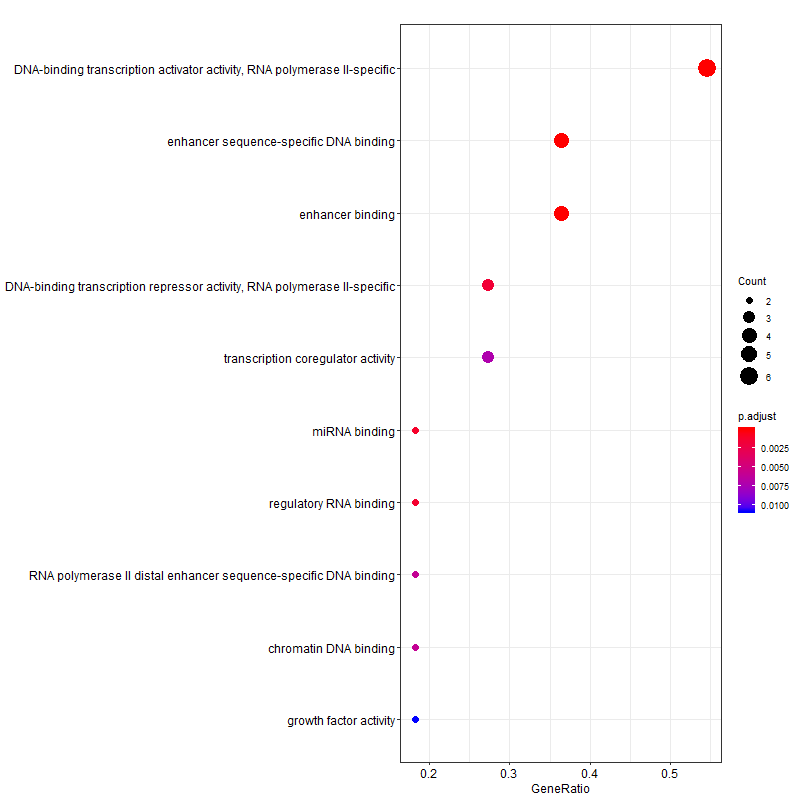 DNA-binding transcription activator activity, RNA polymerase II-specific
enhancer sequence-specific DNA binding
enhancer binding
DNA-binding transcription repressor activity, RNA polymerase II-specific
transcription coregulator activity
miRNA binding
regulatory RNA binding
RNA polymerase II distal enhancer sequence-specific DNA binding
chromatin DNA binding
growth factor activity
0.2 0.3 0.4 0.5
GeneRatio
Count
2
3
4
5
6
p.adjust
0.0025
0.0050
0.0075
0.0100